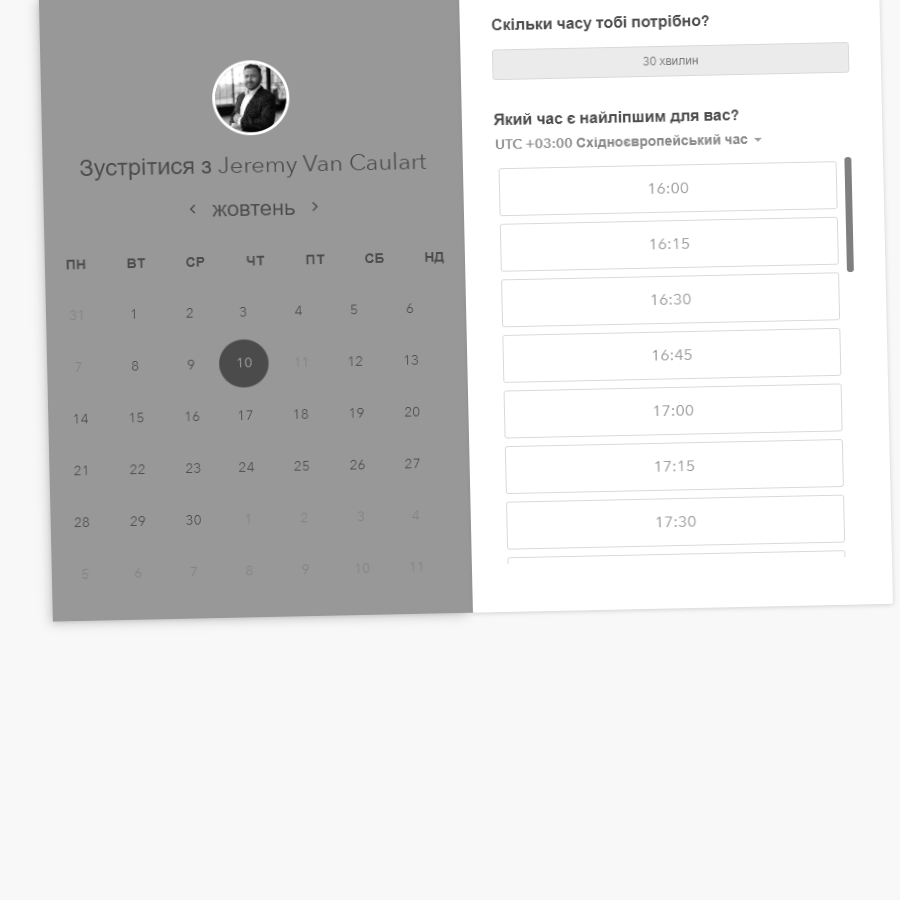 Зустрітися з Jeremy Van Caulart
жовтень
ПН ВТ СР ЧТ ПТ СБ НД
31 1 2 3 4 5 6
7 8 9 10 11 12 13
14 15 16 17 18 19 20
21 22 23 24 25 26 27
28 29 30 1 2 3 4
5 6 7 8 9 10 11
Скільки часу тобі потрібно?
30 хвилин
Який час є найліпшим для вас?
UTC +03:00 Східноєвропейський час
16:00
16:15
16:30
16:45
17:00
17:15
17:30